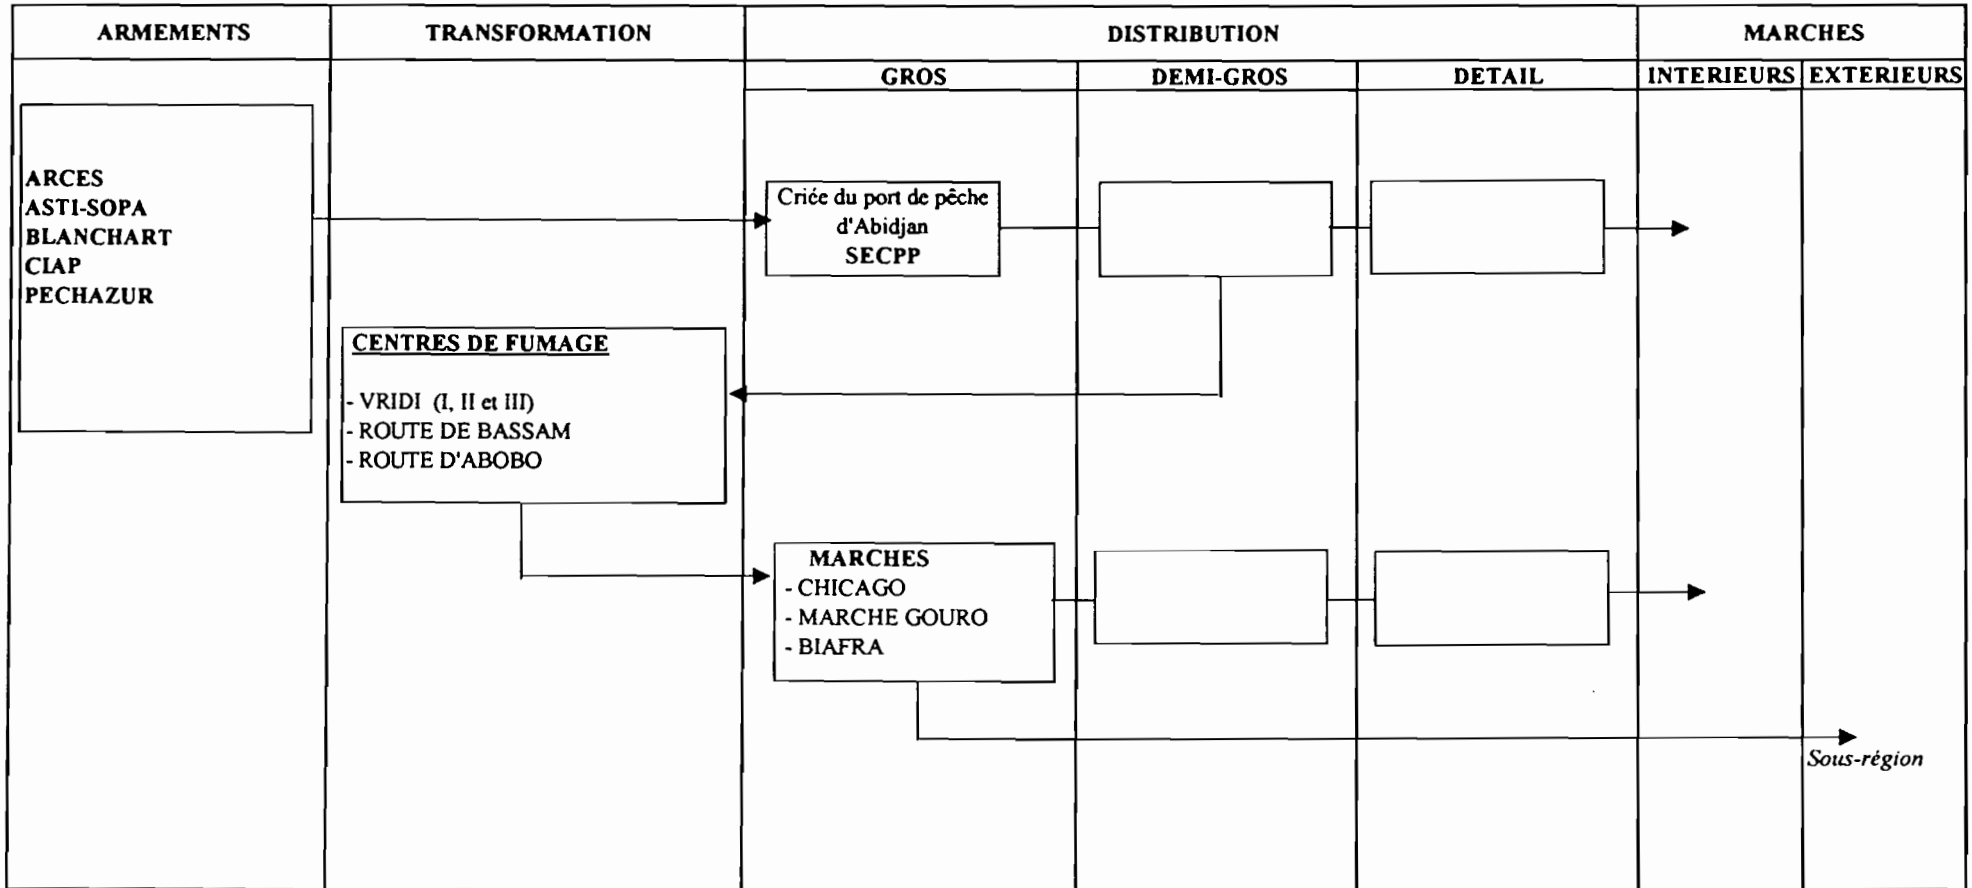 ARMEMENTS
TRANSFORMATION
DISTRIBUTION
MARCHES
GROS
DEMI-GROS
DETAIL
INTERIEURS
EXTERIEURS
ARCES
ASTI-SOPA
BLANCHART
CIAP
PECHAZUR
Criée du port de pêche
d'Abidjan
SECPP
CENTRES DE FUMAGE
- VRIDI (I, II et III)
- ROUTE DE BASSAM
- ROUTE D'ABOBO
MARCHES
- CHICAGO
- MARCHE GOURO
- BIAFRA
Sous-région